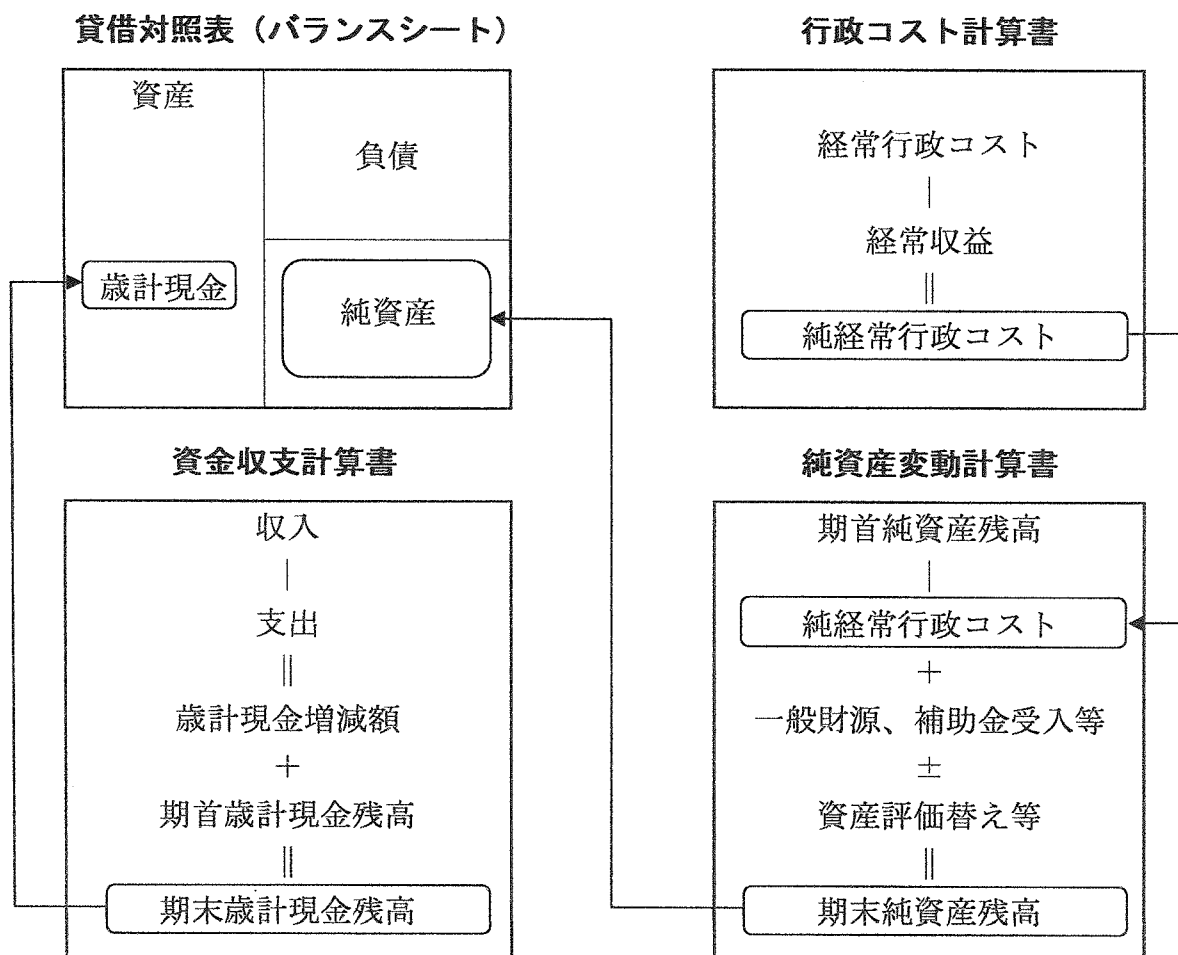 貸借対照表（バランスシート）
資産
負債
歳計現金
純資産
行政コスト計算書
経常行政コスト
｜
経常収益
||
純経常行政コスト
資金収支計算書
収入
｜
支出
||
歳計現金増減額
＋
期首歳計現金残高
||
期末歳計現金残高
純資産変動計算書
期首純資産残高
｜
純経常行政コスト
＋
一般財源、補助金受入等
±
資産評価替え等
||
期末純資産残高